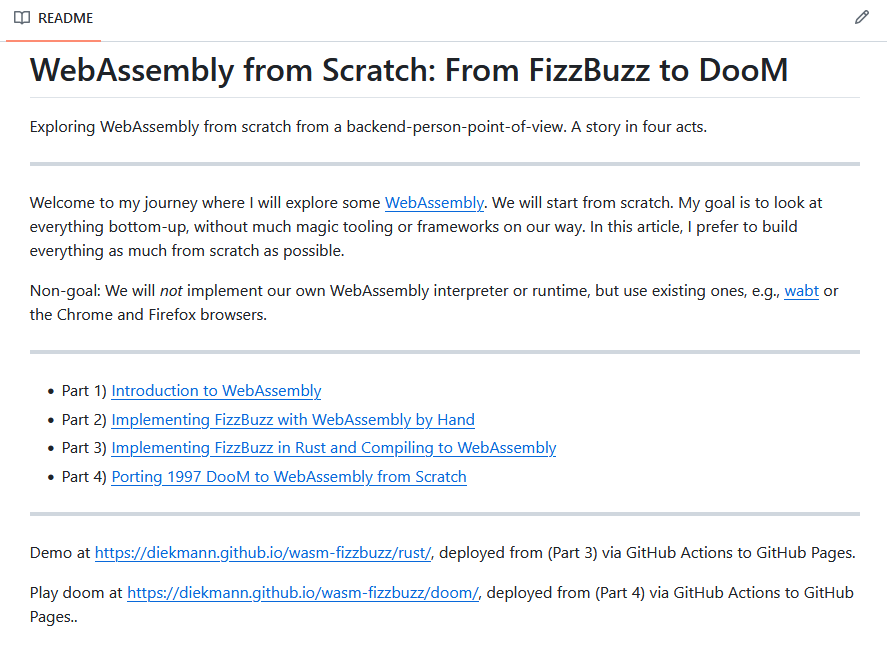 README
WebAssembly from Scratch: From FizzBuzz to DooM
Exploring WebAssembly from scratch from a backend-person-point-of-view. A story in four acts.
Welcome to my journey where I will explore some WebAssembly. We will start from scratch. My goal is to look at
everything bottom-up, without much magic tooling or frameworks on our way. In this article, I prefer to build
everything as much from scratch as possible.
Non-goal: We will not implement our own WebAssembly interpreter or runtime, but use existing ones, e.g., wabt or
the Chrome and Firefox browsers.
• Part 1) Introduction to WebAssembly
• Part 2) Implementing FizzBuzz with WebAssembly by Hand
• Part 3) Implementing FizzBuzz in Rust and Compiling to WebAssembly
• Part 4) Porting 1997 DooM to WebAssembly from Scratch
Demo at https://diekmann.github.io/wasm-fizzbuzz/rust/, deployed from (Part 3) via GitHub Actions to GitHub Pages.
Play doom at https://diekmann.github.io/wasm-fizzbuzz/doom/, deployed from (Part 4) via GitHub Actions to GitHub
Pages..